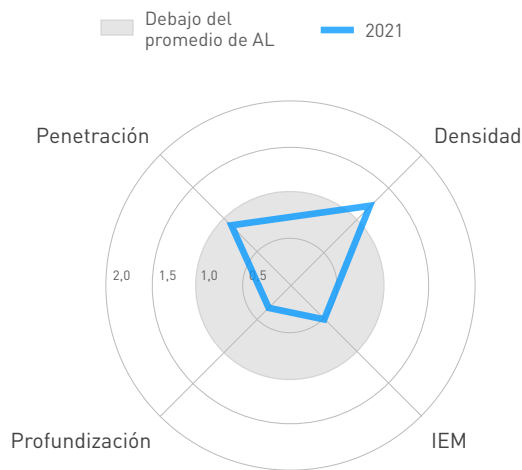 Debajo del
promedio de AL
2021
Penetración
Densidad
2,0
1,5
1,0
0.5
Profundización
IEM